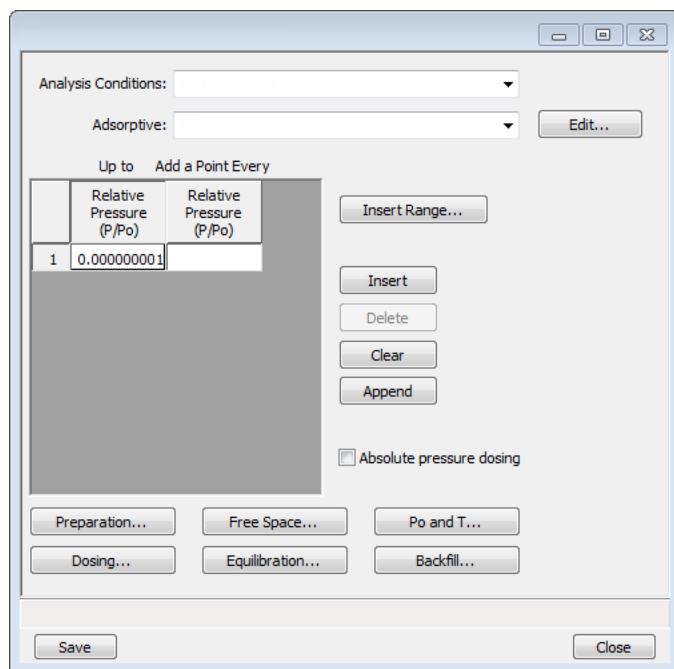 Analysis Conditions:
Adsorptive:
Edit...
Up to Add a Point Every
Relative Pressure (P/Po)
Relative Pressure (P/Po)
Insert Range...
1 0.000000001
Insert
Delete
Clear
Append
Absolute pressure dosing
Preparation... Free Space... Po and T...
Dosing... Equilibration... Backfill...
Save Close